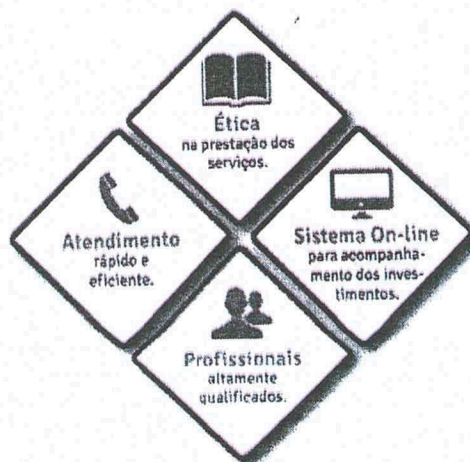 Ética
na prestação dos
serviços.
Atendimento
rápido e
eficiente.
Sistema On-line
para acompanha-
mento dos inves-
timentos.
Profissionais
altamente
qualificados.